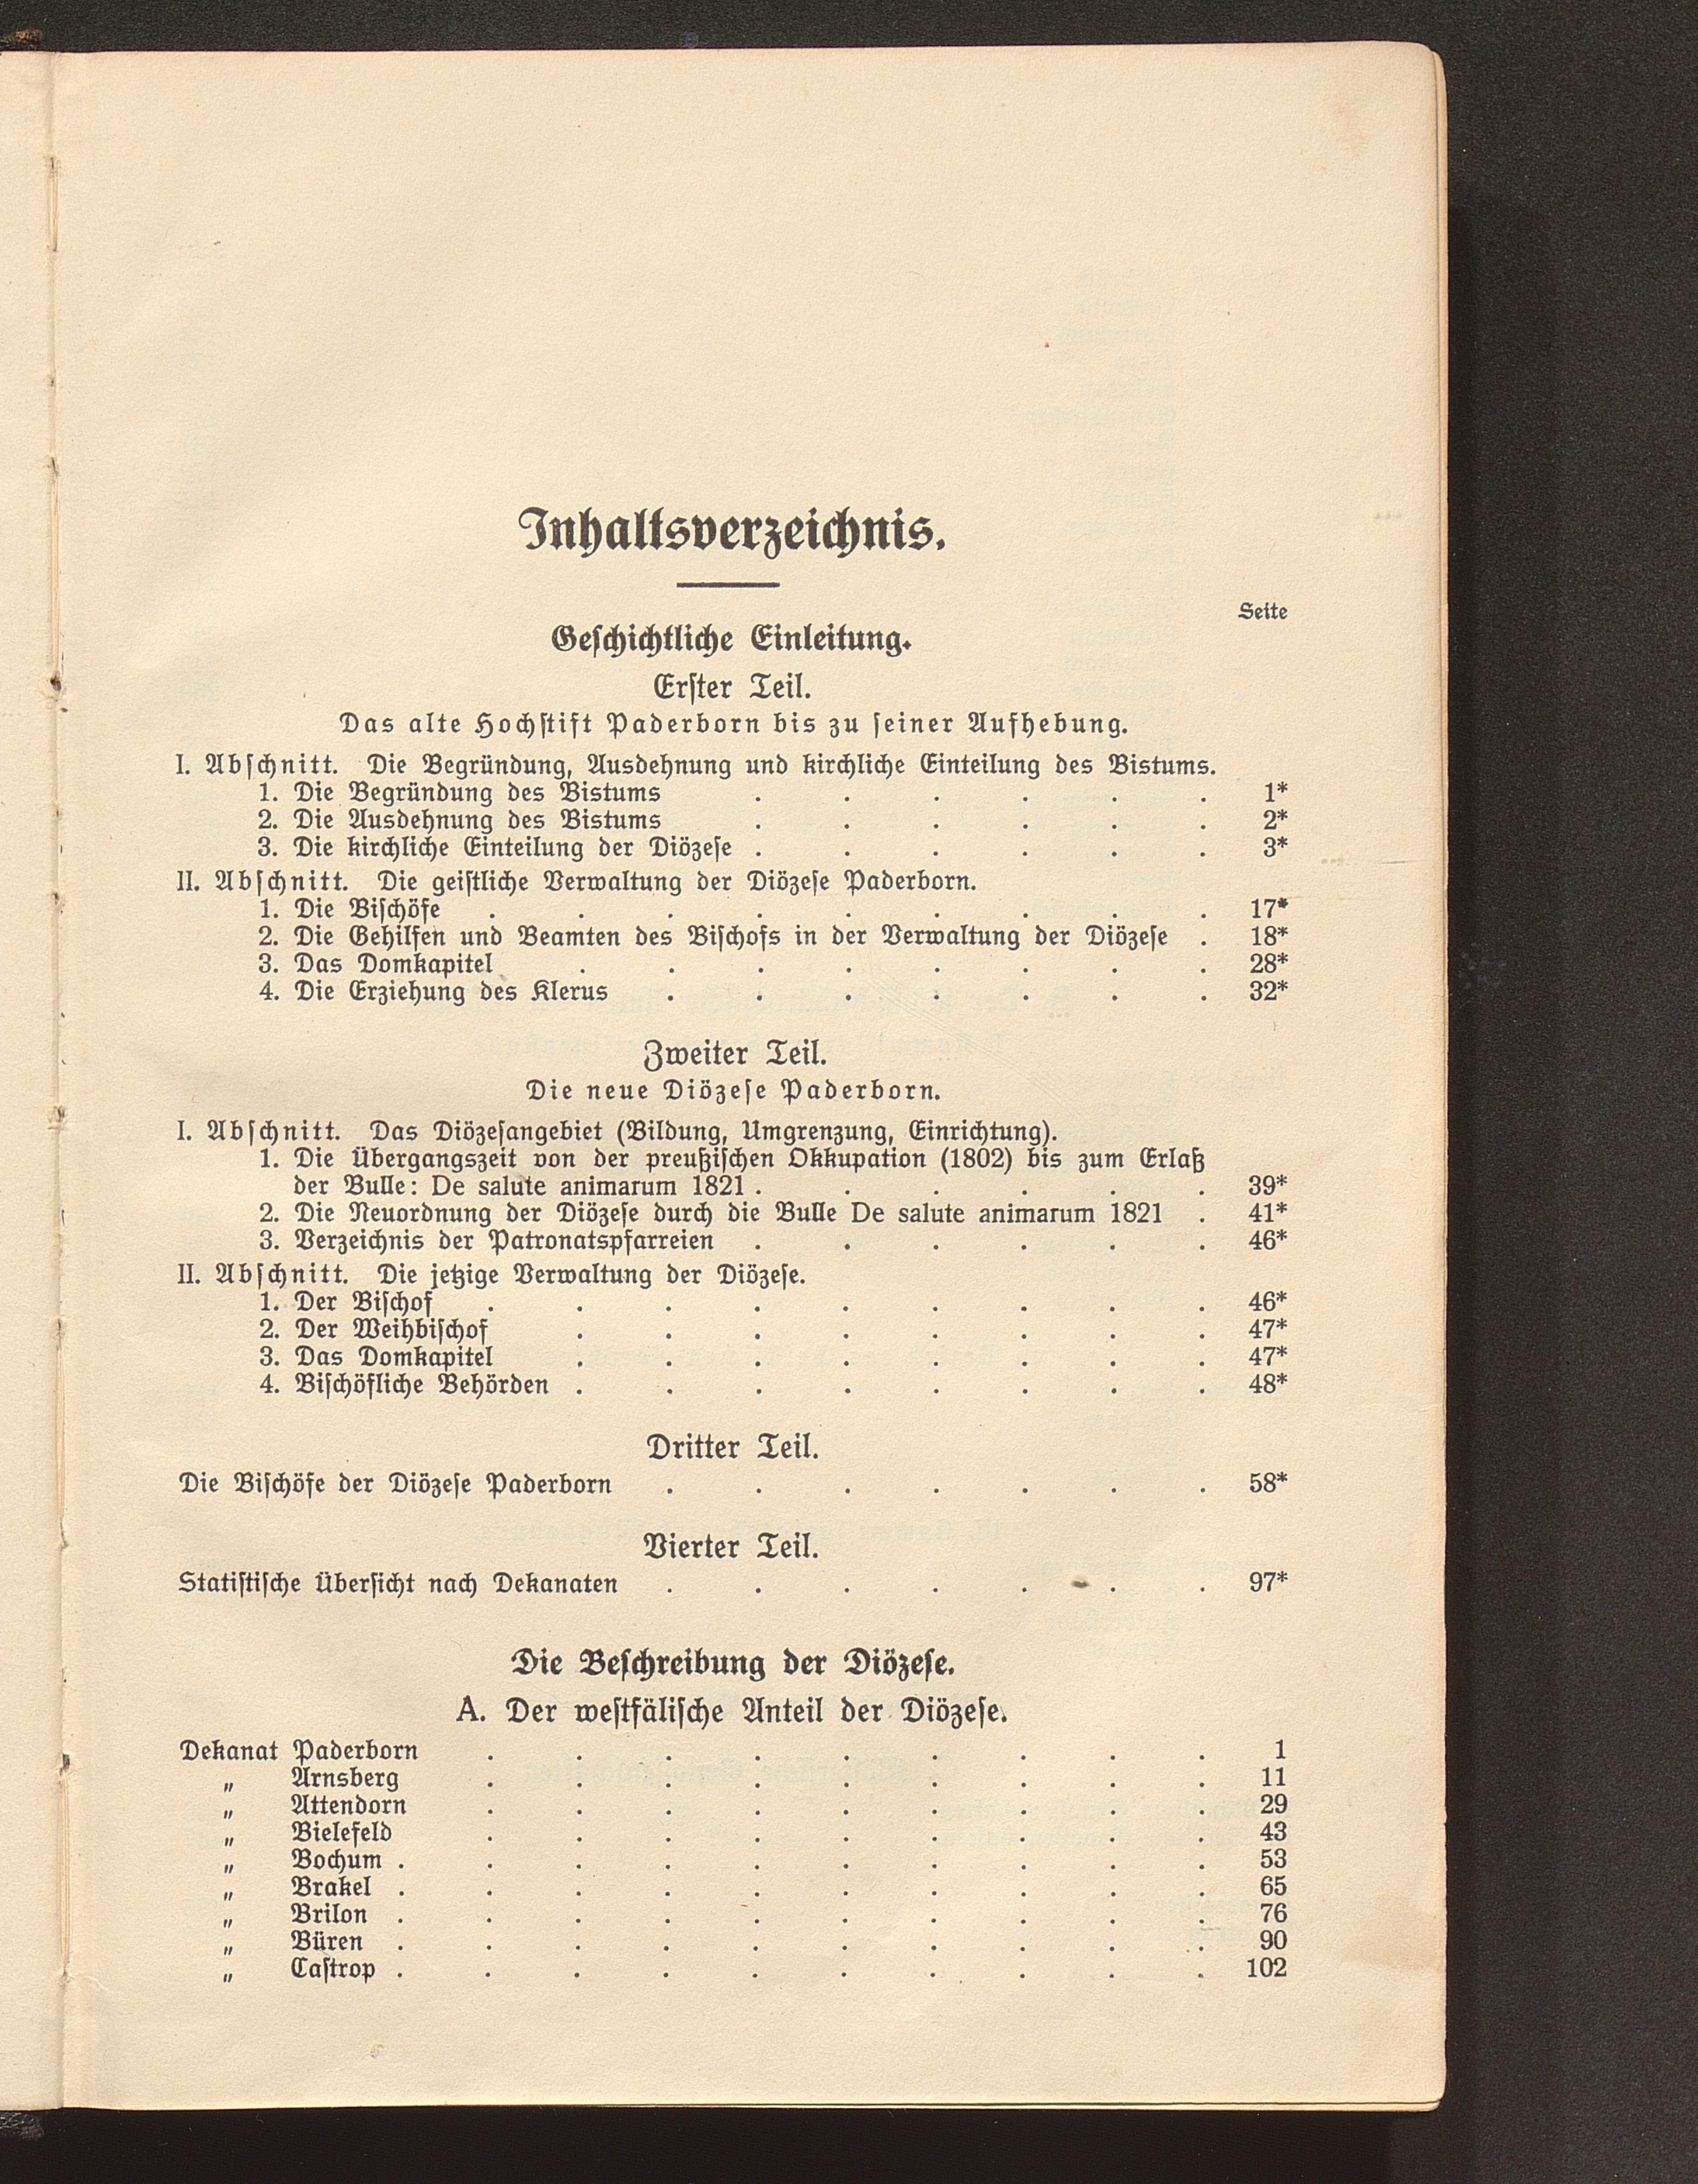 Inhaltsverzeichnis.
Seite
Geschichtliche Einleitung.
Erster Teil.
Das alte Hochstift Paderborn bis zu seiner Aufhebung.
I. Abschnitt. Die Begründung, Ausdehnung und kirchliche Einteilung des Bistums.
1. Die Begründung des Bistums . . . . . . 1*
2. Die Ausdehnung des Bistums . . . . . . 2*
3. Die kirchliche Einteilung der Diözese . . . . . . 3*
II. Abschnitt. Die geistliche Verwaltung der Diözese Paderborn.
1. Die Bischöfe . . . . . . . . . 17*
2. Die Gehilfen und Beamten des Bischofs in der Verwaltung der Diözese . 18*
3. Das Domkapitel . . . . . . . . 28*
4. Die Erziehung des Klerus . . . . . . . 32*
Zweiter Teil.
Die neue Diözese Paderborn.
I. Abschnitt. Das Diözesangebiet (Bildung, Umgrenzung, Einrichtung).
1. Die Übergangszeit von der preußischen Okkupation (1802) bis zum Erlaß
der Bulle: De salute animarum 1821 . . . . . . 39*
2. Die Neuordnung der Diözese durch die Bulle De salute animarum 1821 . 41*
3. Verzeichnis der Patronatspfarreien . . . . . . 46*
II. Abschnitt. Die jetzige Verwaltung der Diözese.
1. Der Bischof . . . . . . . . . 46*
2. Der Weihbischof . . . . . . . . 47*
3. Das Domkapitel . . . . . . . . 47*
4. Bischöfliche Behörden . . . . . . . . 48*
Dritter Teil.
Die Bischöfe der Diözese Paderborn . . . . . . . 58*
Vierter Teil.
Statistische Übersicht nach Dekanaten . . . . . . . 97*
Die Beschreibung der Diözese.
A. Der westfälische Anteil der Diözese.
Dekanat Paderborn . . . . . . . . . 1
„ Arnsberg . . . . . . . . . 11
„ Attendorn . . . . . . . . . 29
„ Bielefeld . . . . . . . . . 43
„ Bochum . . . . . . . . . . 53
„ Brakel . . . . . . . . . . 65
„ Brilon . . . . . . . . . . 76
„ Büren . . . . . . . . . . 90
„ Castrop . . . . . . . . . . 102